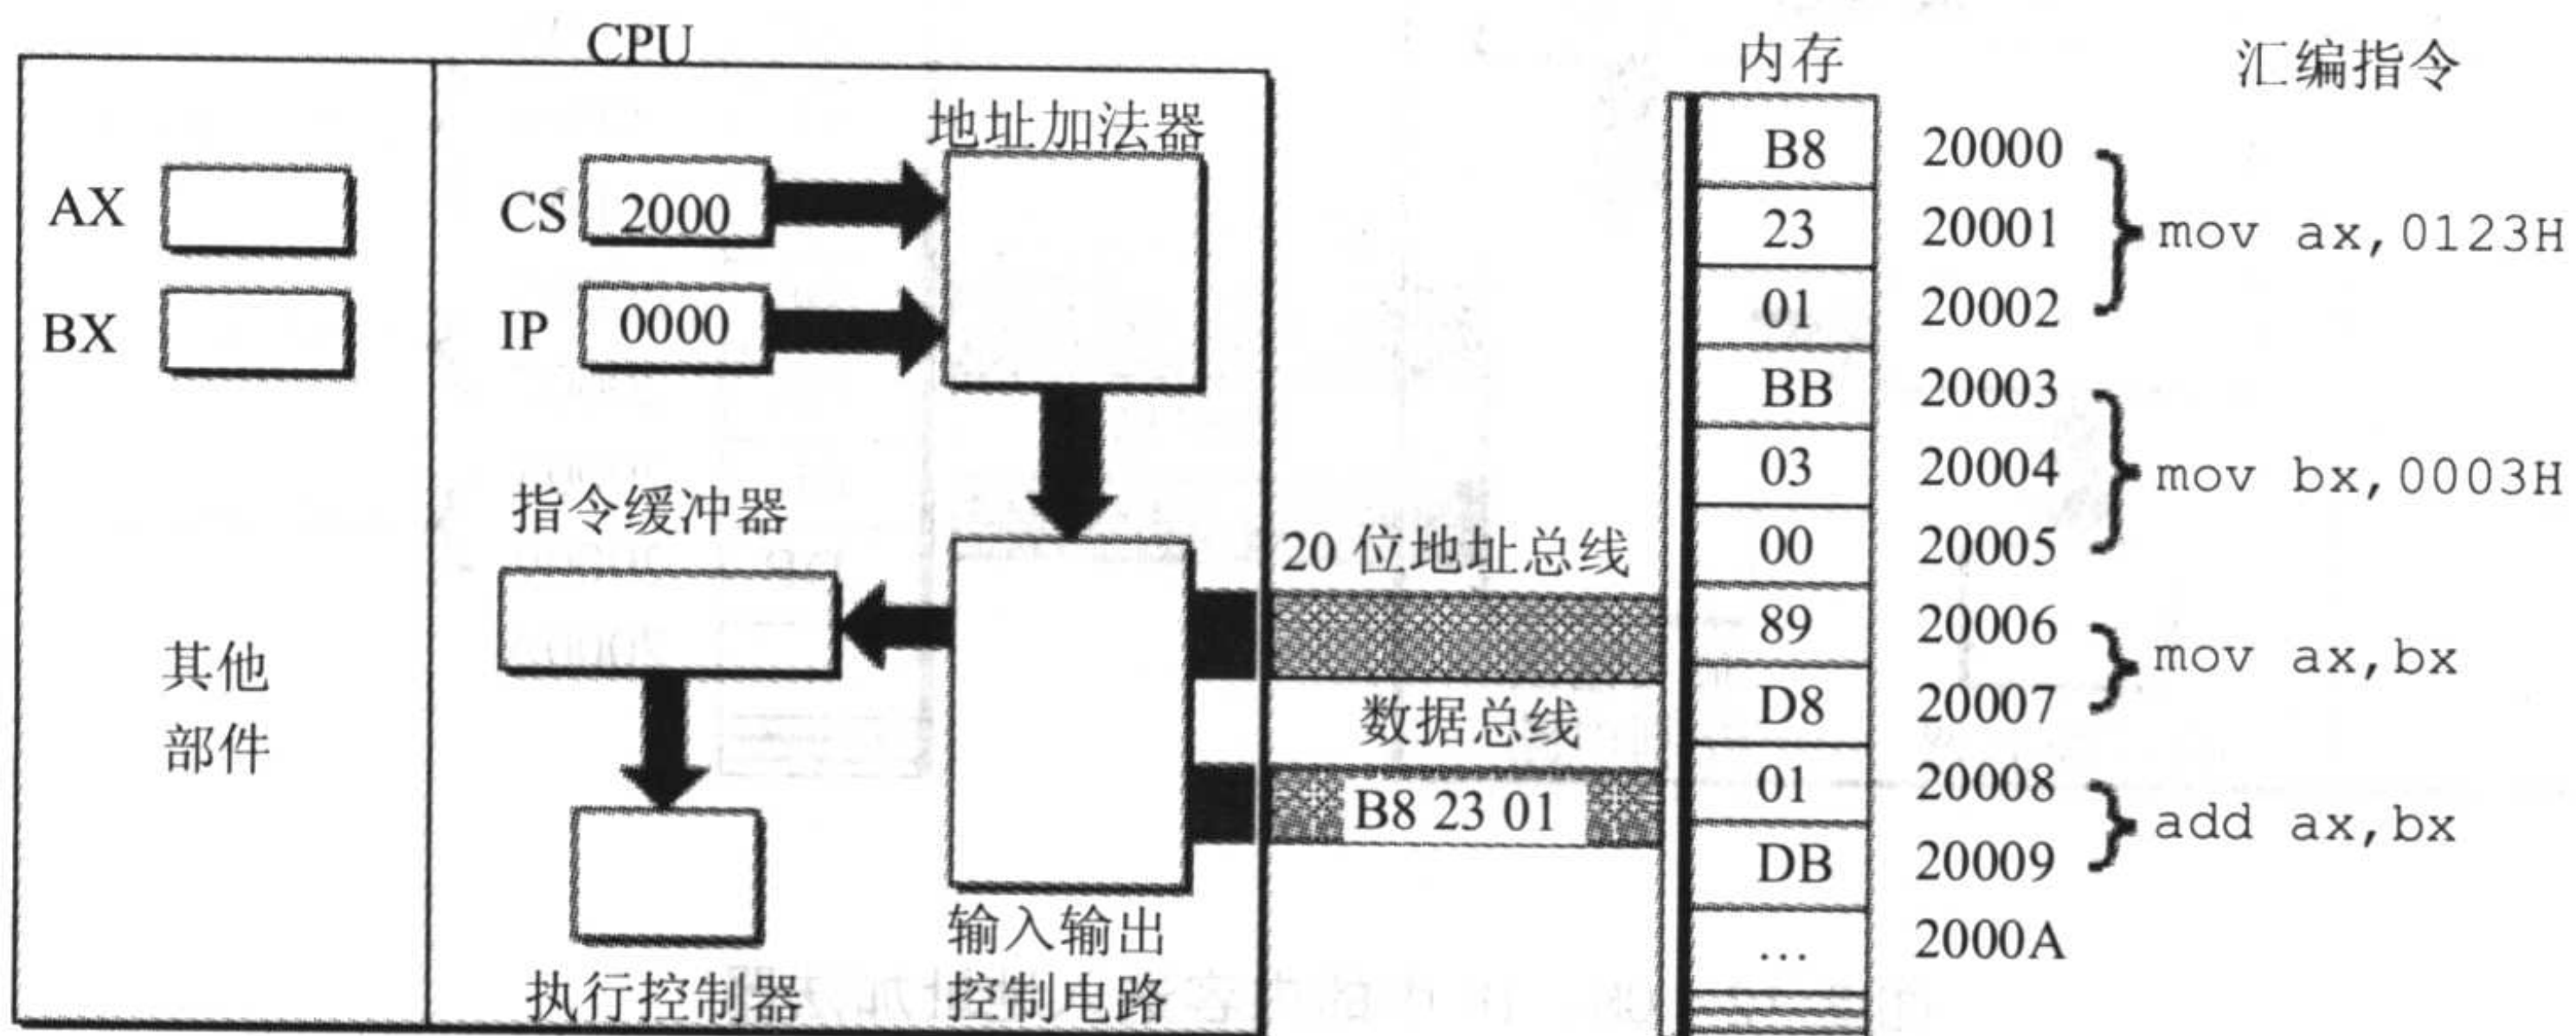 CPU
AX
BX
其他
部件
CS
2000
IP
0000
地址加法器
指令缓冲器
执行控制器
输入输出
控制电路
20 位地址总线
数据总线
B8 23 01
内存
汇编指令
B8 20000
23 20001
01 20002
mov ax,0123H
BB 20003
03 20004
00 20005
mov bx,0003H
89 20006
D8 20007
mov ax,bx
01 20008
DB 20009
add ax,bx
… 2000A